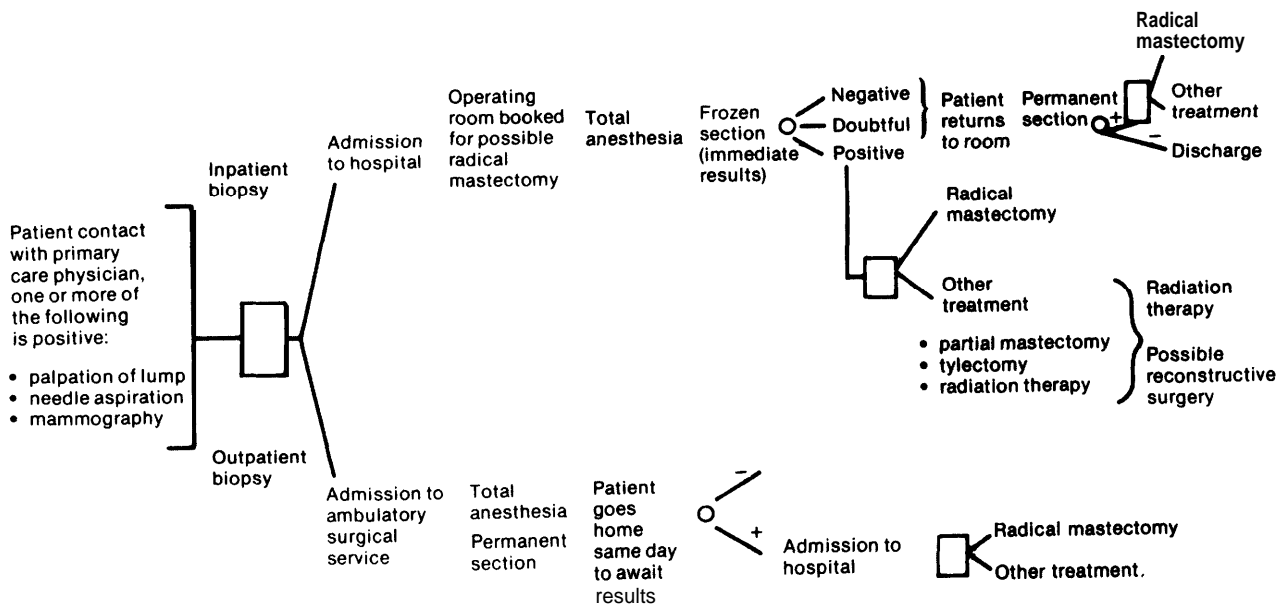 Patient contact
with primary
care physician,
one or more of
the following
is positive:
• palpation of lump
• needle aspiration
• mammography
Inpatient
biopsy
Admission
to hospital
Operating
room booked
for possible
radical
mastectomy
Total
anesthesia
Frozen
section
(immediate
results)
Negative
Doubtful
Positive
Patient
returns
to room
Permanent
section
+
–
Radical
mastectomy
Other
treatment
Discharge
Radical
mastectomy
Other
treatment
• partial mastectomy
• tylectomy
• radiation therapy
Radiation
therapy
Possible
reconstructive
surgery
Outpatient
biopsy
Admission to
ambulatory
surgical
service
Total
anesthesia
Permanent
section
Patient
goes
home
same day
to await
results
–
+
Admission to
hospital
Radical mastectomy
Other treatment.